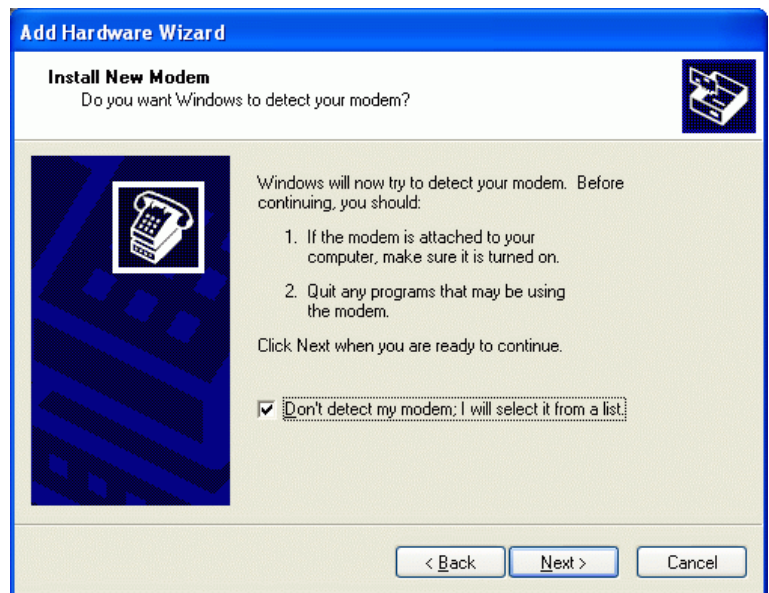 Add Hardware Wizard
Install New Modem
Do you want Windows to detect your modem?
Windows will now try to detect your modem. Before
continuing, you should:
1. If the modem is attached to your
computer, make sure it is turned on.
2. Quit any programs that may be using
the modem.
Click Next when you are ready to continue.
Don't detect my modem; I will select it from a list.
< Back
Next >
Cancel